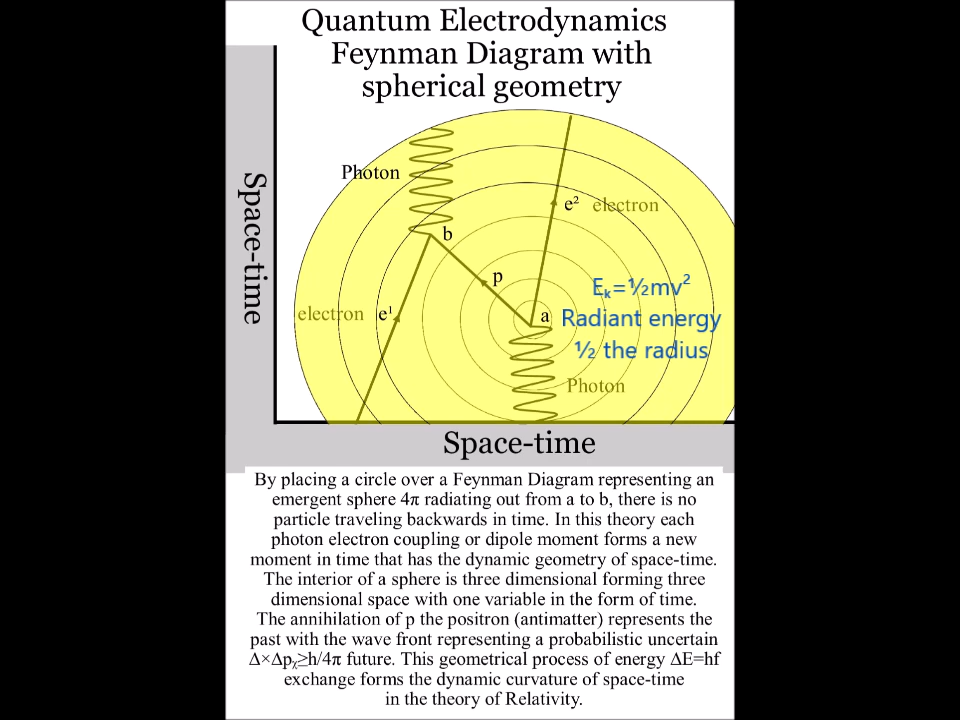 Quantum Electrodynamics
Feynman Diagram with
spherical geometry
Space-time
Photon
b
e² electron
p
electron e¹
a
Eₖ=½mv²
Radiant energy
½ the radius
Photon
Space-time
By placing a circle over a Feynman Diagram representing an
emergent sphere 4π radiating out from a to b, there is no
particle traveling backwards in time. In this theory each
photon electron coupling or dipole moment forms a new
moment in time that has the dynamic geometry of space-time.
The interior of a sphere is three dimensional forming three
dimensional space with one variable in the form of time.
The annihilation of p the positron (antimatter) represents the
past with the wave front representing a probabilistic uncertain
Δ×Δpᵪ≥h/4π future. This geometrical process of energy ΔE=hf
exchange forms the dynamic curvature of space-time
in the theory of Relativity.